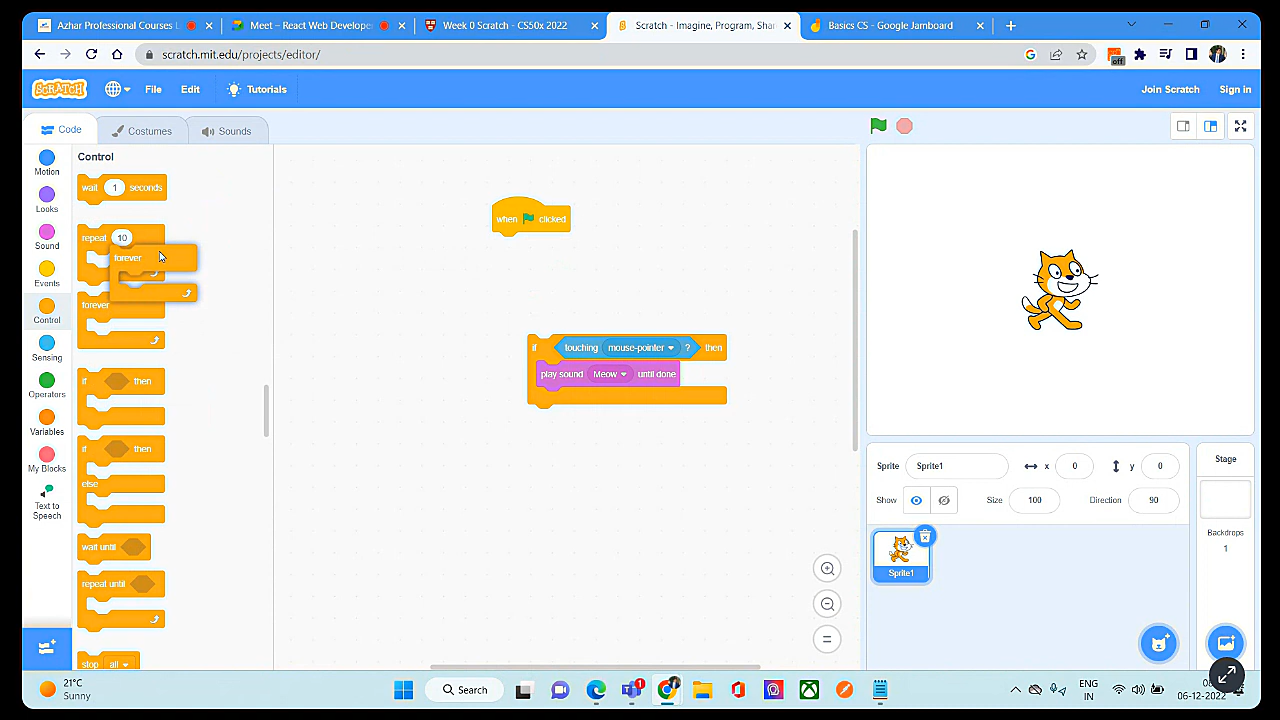 Azhar Professional Courses L
Meet – React Web Develope
Week 0 Scratch - CS50x 2022
Scratch - Imagine, Program, Shar
Basics CS - Google Jamboard
scratch.mit.edu/projects/editor/
off
SCRATCH
File
Edit
Tutorials
Join Scratch
Sign in
Code
Costumes
Sounds
Motion
Looks
Sound
Events
Control
Sensing
Operators
Variables
My Blocks
Text to
Speech
Control
wait 1 seconds
repeat 10
forever
forever
if then
if then
else
wait until
repeat until
stop all
when clicked
if touching mouse-pointer ? then
play sound Meow until done
Sprite Sprite1 x 0 y 0
Show Size 100 Direction 90
Sprite1
Stage
Backdrops
1
21°C
Sunny
Search
1
ENG
IN
06-12-2022